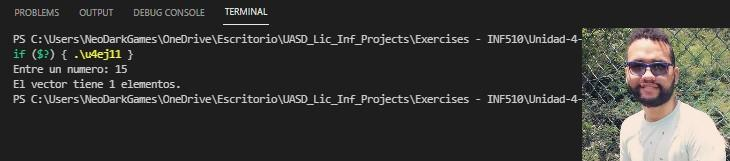 PROBLEMS OUTPUT DEBUG CONSOLE TERMINAL
PS C:\Users\NeoDarkGames\OneDrive\Escritorio\UASD_Lic_Inf_Projects\Exercises - INF510\Unidad-4-
if ($?) { .\u4ej11 }
Entre un numero: 15
El vector tiene 1 elementos.
PS C:\Users\NeoDarkGames\OneDrive\Escritorio\UASD_Lic_Inf_Projects\Exercises - INF510\Unidad-4-